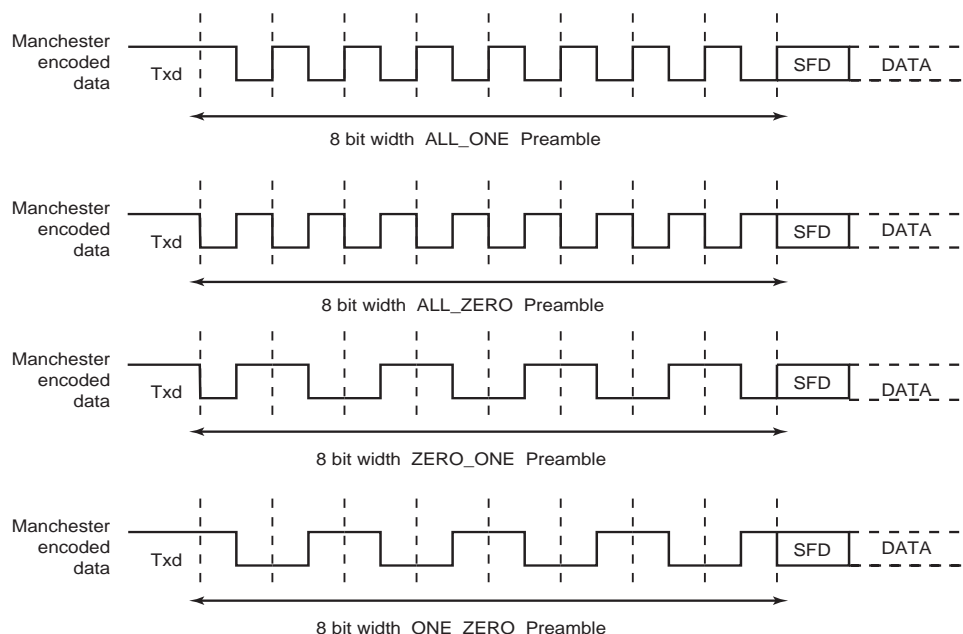 Manchester
encoded
data
Txd
SFD
DATA
8 bit width ALL_ONE Preamble
Manchester
encoded
data
Txd
SFD
DATA
8 bit width ALL_ZERO Preamble
Manchester
encoded
data
Txd
SFD
DATA
8 bit width ZERO_ONE Preamble
Manchester
encoded
data
Txd
SFD
DATA
8 bit width ONE_ZERO Preamble